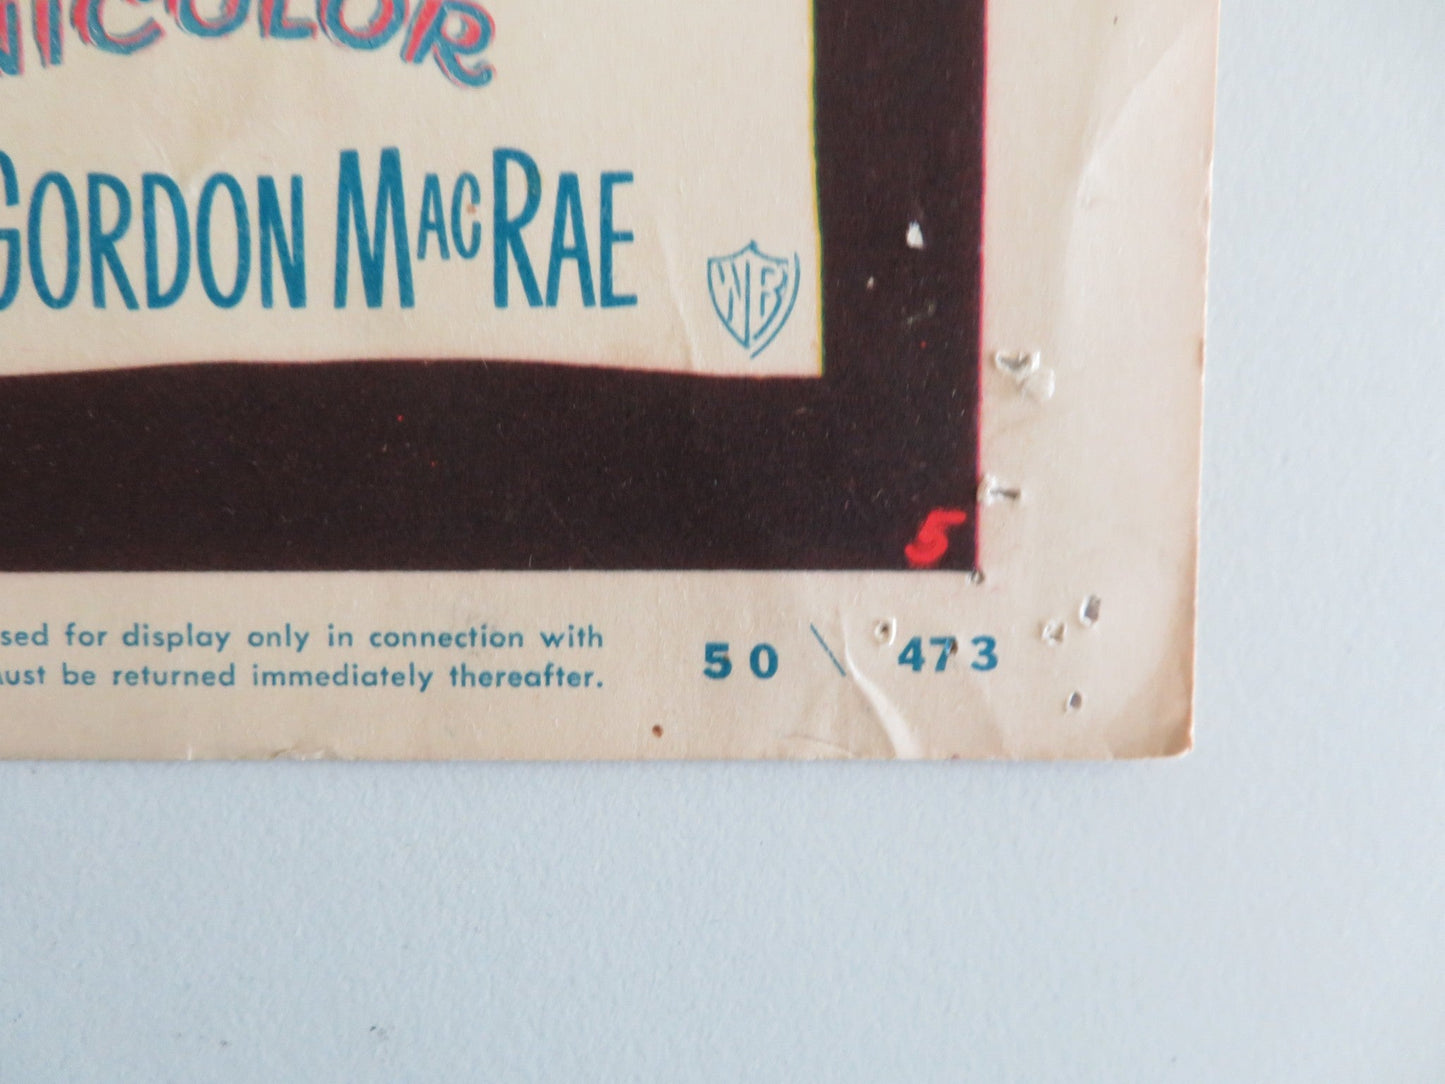 NICOLOR
GORDON MACRAE
WB
5
sed for display only in connection with
ust be returned immediately thereafter.
50 \ 473